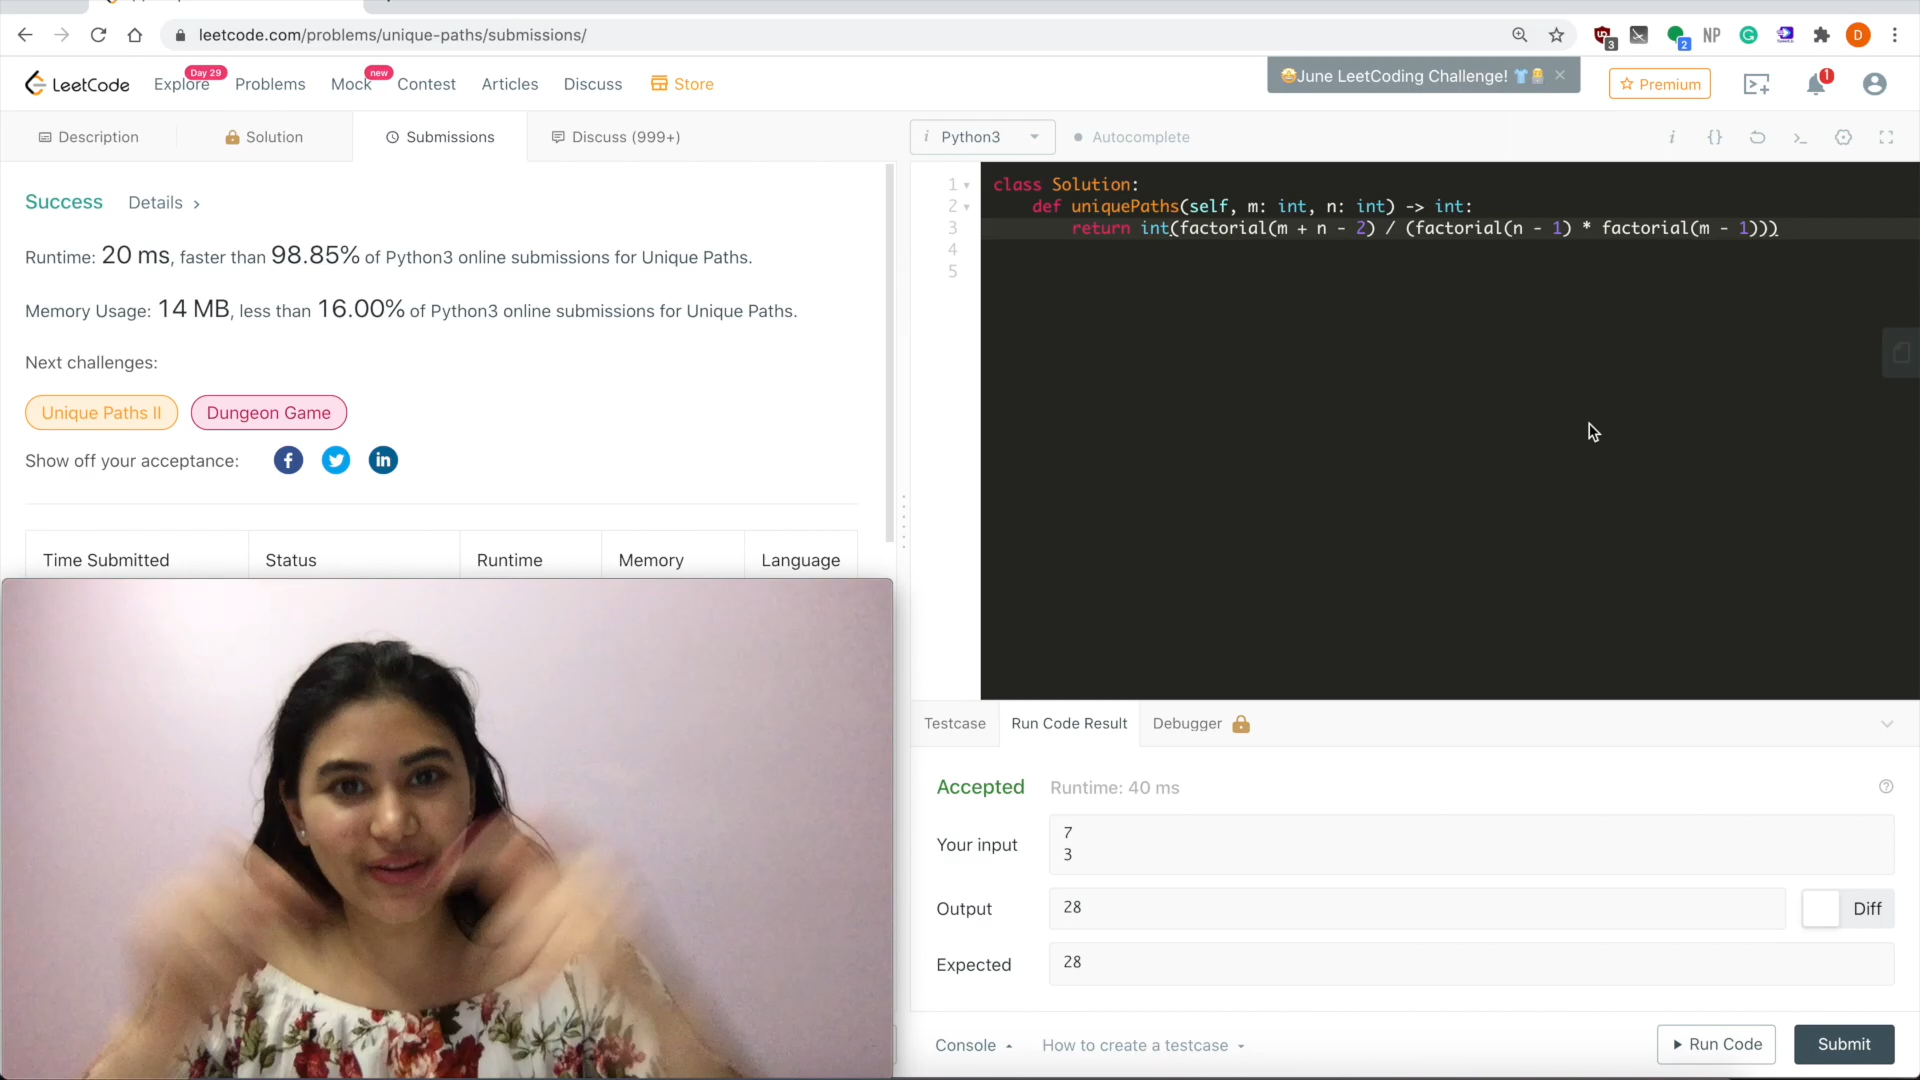 leetcode.com/problems/unique-paths/submissions/
3
2
NP
D
LeetCode
Explore
Day 29
Problems
Mock
new
Contest
Articles
Discuss
Store
June LeetCoding Challenge!
Premium
1
Description
Solution
Submissions
Discuss (999+)
Python3
Autocomplete
Success
Details
Runtime: 20 ms, faster than 98.85% of Python3 online submissions for Unique Paths.
Memory Usage: 14 MB, less than 16.00% of Python3 online submissions for Unique Paths.
Next challenges:
Unique Paths II
Dungeon Game
Show off your acceptance:
Time Submitted
Status
Runtime
Memory
Language
1 class Solution:
2 def uniquePaths(self, m: int, n: int) -> int:
3 return int(factorial(m + n - 2) / (factorial(n - 1) * factorial(m - 1)))
4
5
Testcase
Run Code Result
Debugger
Accepted
Runtime: 40 ms
Your input
7
3
Output
28
Diff
Expected
28
Console
How to create a testcase
Run Code
Submit